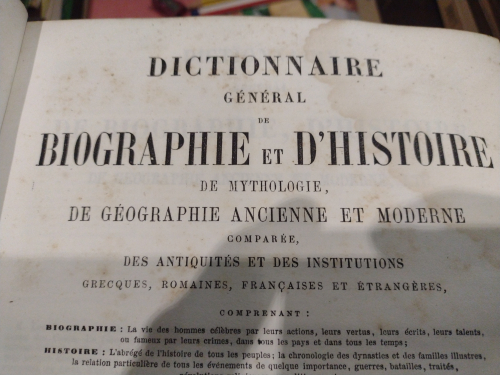 DICTIONNAIRE
GÉNÉRAL
DE
BIOGRAPHIE ET D'HISTOIRE
DE MYTHOLOGIE,
DE GÉOGRAPHIE ANCIENNE ET MODERNE
COMPARÉE,
DES ANTIQUITÉS ET DES INSTITUTIONS
GRECQUES, ROMAINES, FRANÇAISES ET ÉTRANGÈRES,
COMPRENANT :
BIOGRAPHIE : La vie des hommes célèbres par leurs actions, leurs vertus, leurs écrits, leurs talents,
ou fameux par leurs crimes, dans tous les pays et dans tous les temps;
HISTOIRE : L'abrégé de l'histoire de tous les peuples; la chronologie des dynasties et des familles illustres,
la relation particulière de tous les événements de quelque importance, guerres, batailles, traités,